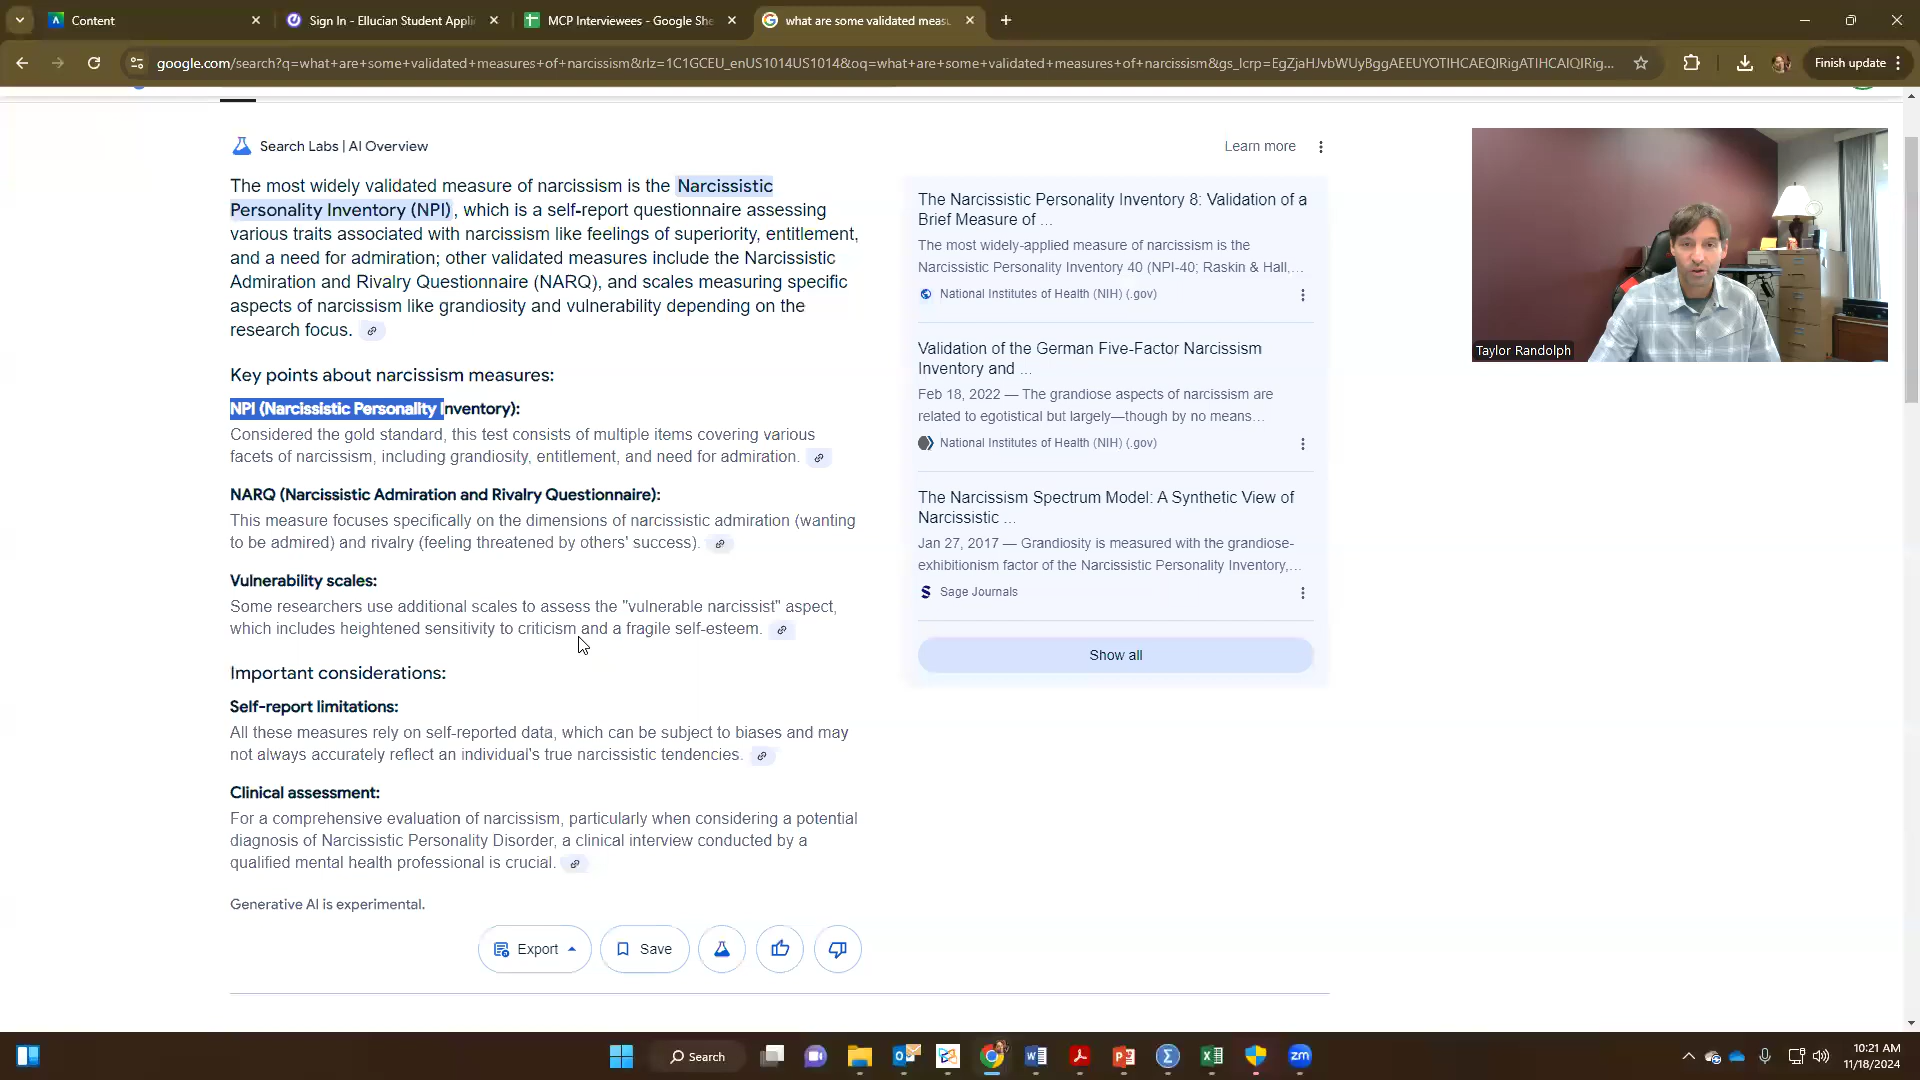 Content
Sign In - Ellucian Student Appli
MCP Interviewees - Google She
what are some validated measu
google.com/search?q=what+are+some+validated+measures+of+narcissism&rlz=1C1GCEU_enUS1014US1014&oq=what+are+some+validated+measures+of+narcissism&gs_lcrp=EgZjaHJvbWUyBggAEEUYOTIHCAEQIRigATIHCAIQIRig...
Finish update
Search Labs | AI Overview
Learn more
The most widely validated measure of narcissism is the Narcissistic
Personality Inventory (NPI), which is a self-report questionnaire assessing
various traits associated with narcissism like feelings of superiority, entitlement,
and a need for admiration; other validated measures include the Narcissistic
Admiration and Rivalry Questionnaire (NARQ), and scales measuring specific
aspects of narcissism like grandiosity and vulnerability depending on the
research focus.
Key points about narcissism measures:
NPI (Narcissistic Personality Inventory):
Considered the gold standard, this test consists of multiple items covering various
facets of narcissism, including grandiosity, entitlement, and need for admiration.
NARQ (Narcissistic Admiration and Rivalry Questionnaire):
This measure focuses specifically on the dimensions of narcissistic admiration (wanting
to be admired) and rivalry (feeling threatened by others' success).
Vulnerability scales:
Some researchers use additional scales to assess the "vulnerable narcissist" aspect,
which includes heightened sensitivity to criticism and a fragile self-esteem.
Important considerations:
Self-report limitations:
All these measures rely on self-reported data, which can be subject to biases and may
not always accurately reflect an individual's true narcissistic tendencies.
Clinical assessment:
For a comprehensive evaluation of narcissism, particularly when considering a potential
diagnosis of Narcissistic Personality Disorder, a clinical interview conducted by a
qualified mental health professional is crucial.
Generative AI is experimental.
Export
Save
The Narcissistic Personality Inventory 8: Validation of a
Brief Measure of ...
The most widely-applied measure of narcissism is the
Narcissistic Personality Inventory 40 (NPI-40; Raskin & Hall,...
National Institutes of Health (NIH) (.gov)
Validation of the German Five-Factor Narcissism
Inventory and ...
Feb 18, 2022 — The grandiose aspects of narcissism are
related to egotistical but largely—though by no means...
National Institutes of Health (NIH) (.gov)
The Narcissism Spectrum Model: A Synthetic View of
Narcissistic ...
Jan 27, 2017 — Grandiosity is measured with the grandiose-
exhibitionism factor of the Narcissistic Personality Inventory,...
Sage Journals
Show all
Taylor Randolph
Search
zm
10:21 AM
11/18/2024